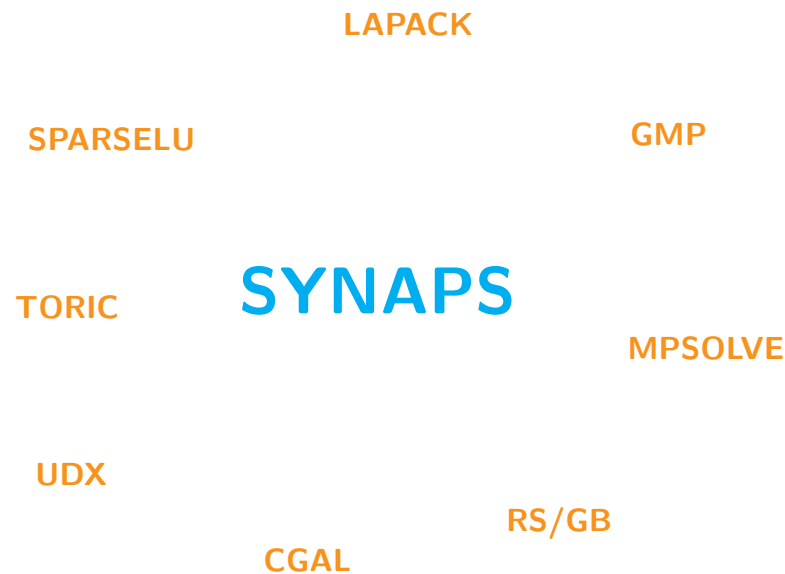 LAPACK
SPARSELU
GMP
SYNAPS
TORIC
MPSOLVE
UDX
RS/GB
CGAL